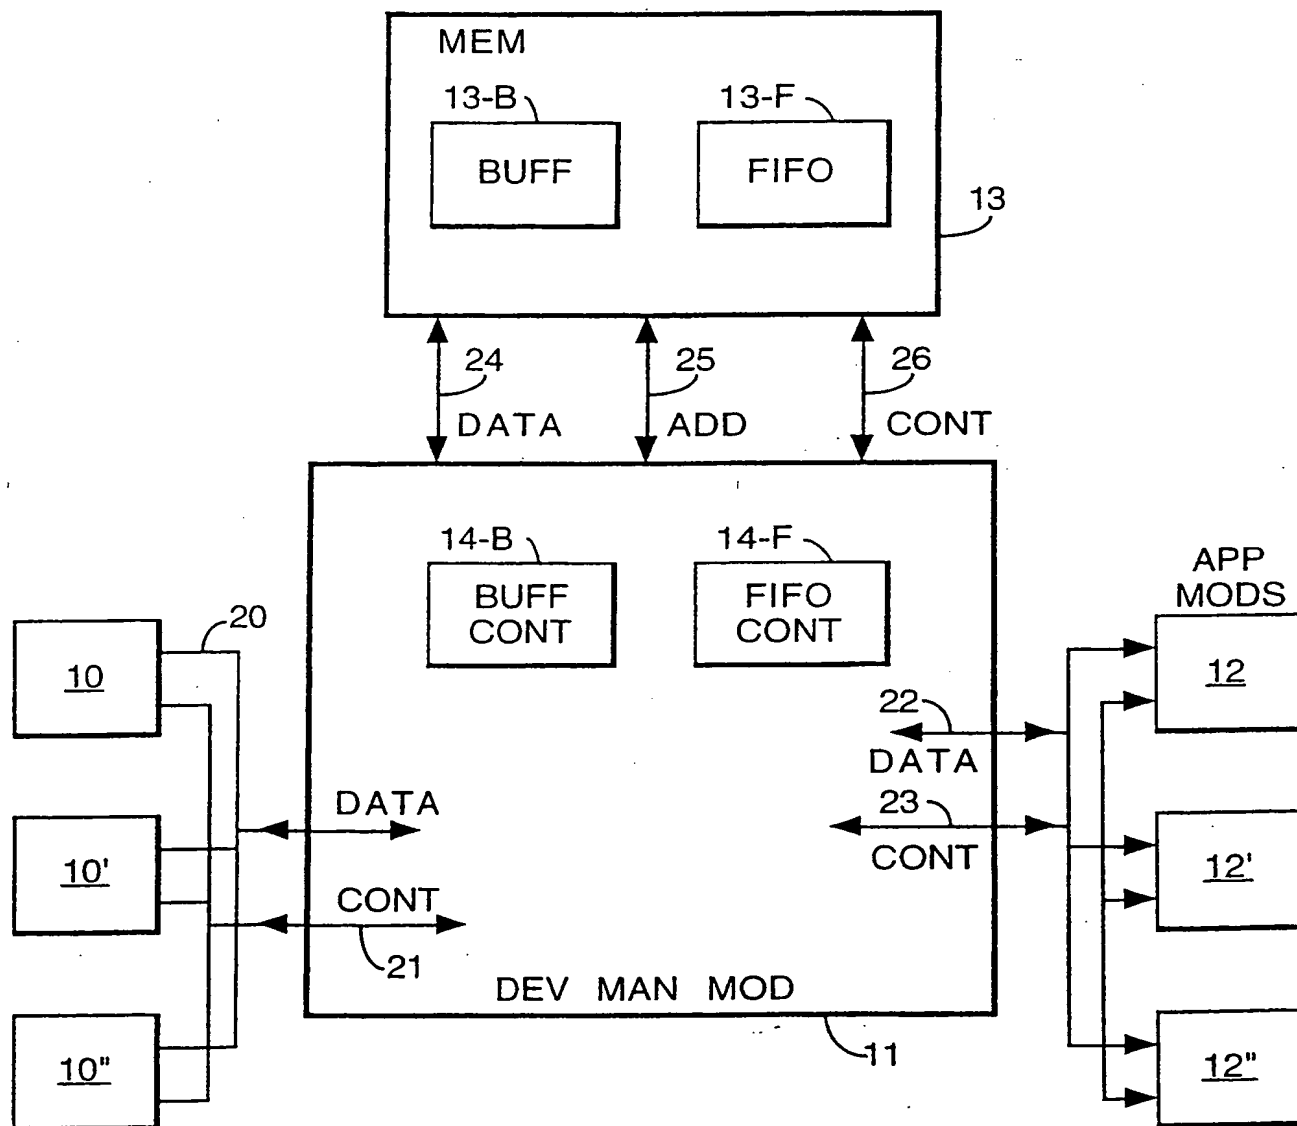 MEM
13-B
13-F
BUFF
FIFO
13
24
25
26
DATA
ADD
CONT
14-B
14-F
BUFF
CONT
FIFO
CONT
APP
MODS
20
10
12
22
DATA
DATA
23
CONT
10'
12'
CONT
21
DEV MAN MOD
11
10"
12"